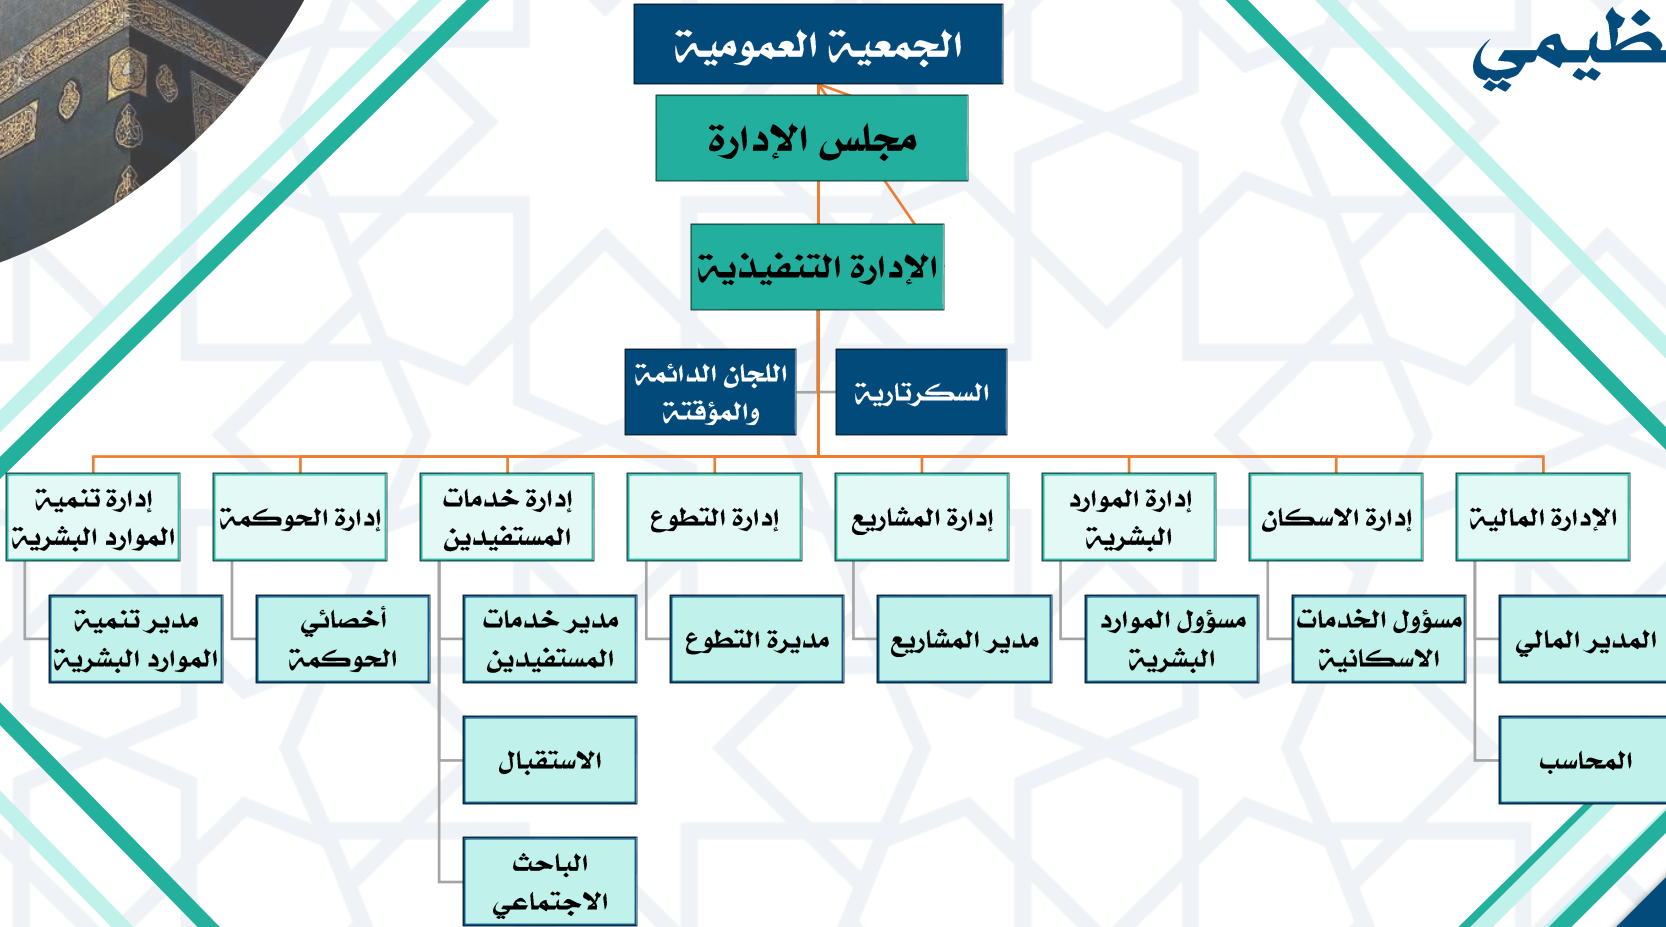 الجمعية العمومية
مجلس الإدارة
الإدارة التنفيذية
السكرتارية
اللجان الدائمة
والمؤقتة
الإدارة المالية
إدارة الاسكان
إدارة الموارد
البشرية
إدارة المشاريع
إدارة التطوع
إدارة خدمات
المستفيدين
إدارة الحوكمة
إدارة تنمية
الموارد البشرية
المدير المالي
مسؤول الخدمات
الاسكانية
مسؤول الموارد
البشرية
مدير المشاريع
مديرة التطوع
مدير خدمات
المستفيدين
أخصائي
الحوكمة
مدير تنمية
الموارد البشرية
المحاسب
الاستقبال
الباحث
الاجتماعي